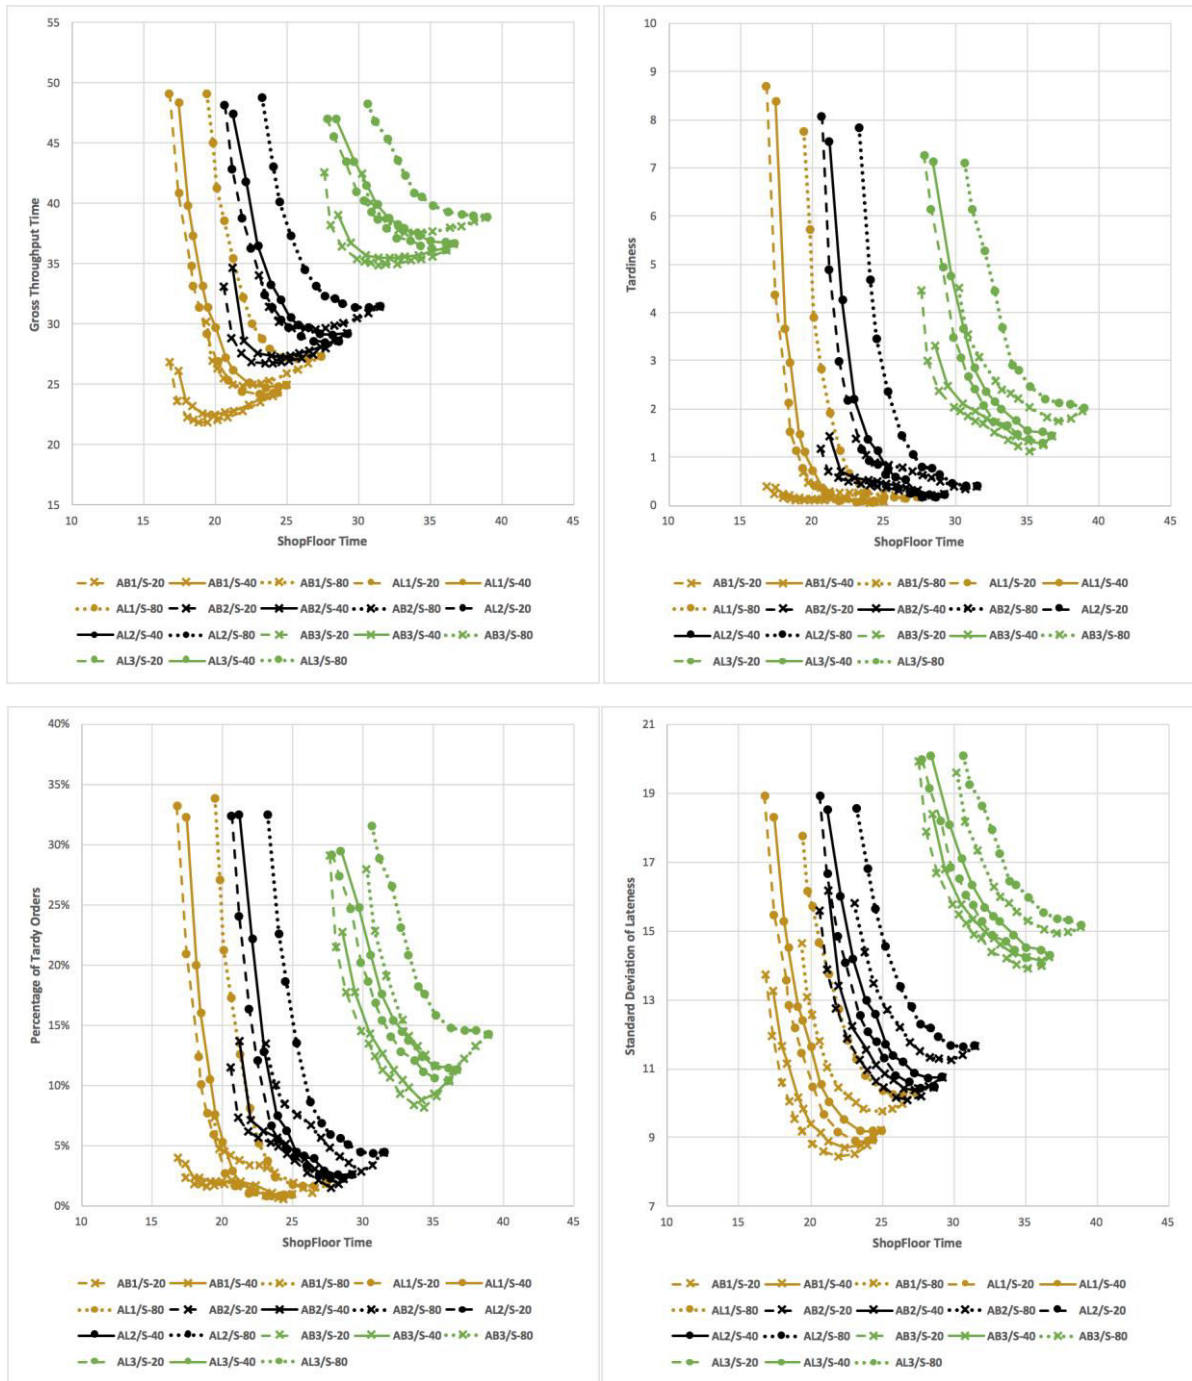 55
50
45
40
35
30
25
20
15
Gross Throughput Time
10 15 20 25 30 35 40 45
ShopFloor Time
AB1/S-20 AB1/S-40 AB1/S-80 AL1/S-20 AL1/S-40
AL1/S-80 AB2/S-20 AB2/S-40 AB2/S-80 AL2/S-20
AL2/S-40 AL2/S-80 AB3/S-20 AB3/S-40 AB3/S-80
AL3/S-20 AL3/S-40 AL3/S-80
10
9
8
7
6
5
4
3
2
1
0
Tardiness
10 15 20 25 30 35 40 45
ShopFloor Time
AB1/S-20 AB1/S-40 AB1/S-80 AL1/S-20 AL1/S-40
AL1/S-80 AB2/S-20 AB2/S-40 AB2/S-80 AL2/S-20
AL2/S-40 AL2/S-80 AB3/S-20 AB3/S-40 AB3/S-80
AL3/S-20 AL3/S-40 AL3/S-80
40%
35%
30%
25%
20%
15%
10%
5%
0%
Percentage of Tardy Orders
10 15 20 25 30 35 40 45
ShopFloor Time
AB1/S-20 AB1/S-40 AB1/S-80 AL1/S-20 AL1/S-40
AL1/S-80 AB2/S-20 AB2/S-40 AB2/S-80 AL2/S-20
AL2/S-40 AL2/S-80 AB3/S-20 AB3/S-40 AB3/S-80
AL3/S-20 AL3/S-40 AL3/S-80
21
19
17
15
13
11
9
7
Standard Deviation of Lateness
10 15 20 25 30 35 40 45
ShopFloor Time
AB1/S-20 AB1/S-40 AB1/S-80 AL1/S-20 AL1/S-40
AL1/S-80 AB2/S-20 AB2/S-40 AB2/S-80 AL2/S-20
AL2/S-40 AL2/S-80 AB3/S-20 AB3/S-40 AB3/S-80
AL3/S-20 AL3/S-40 AL3/S-80